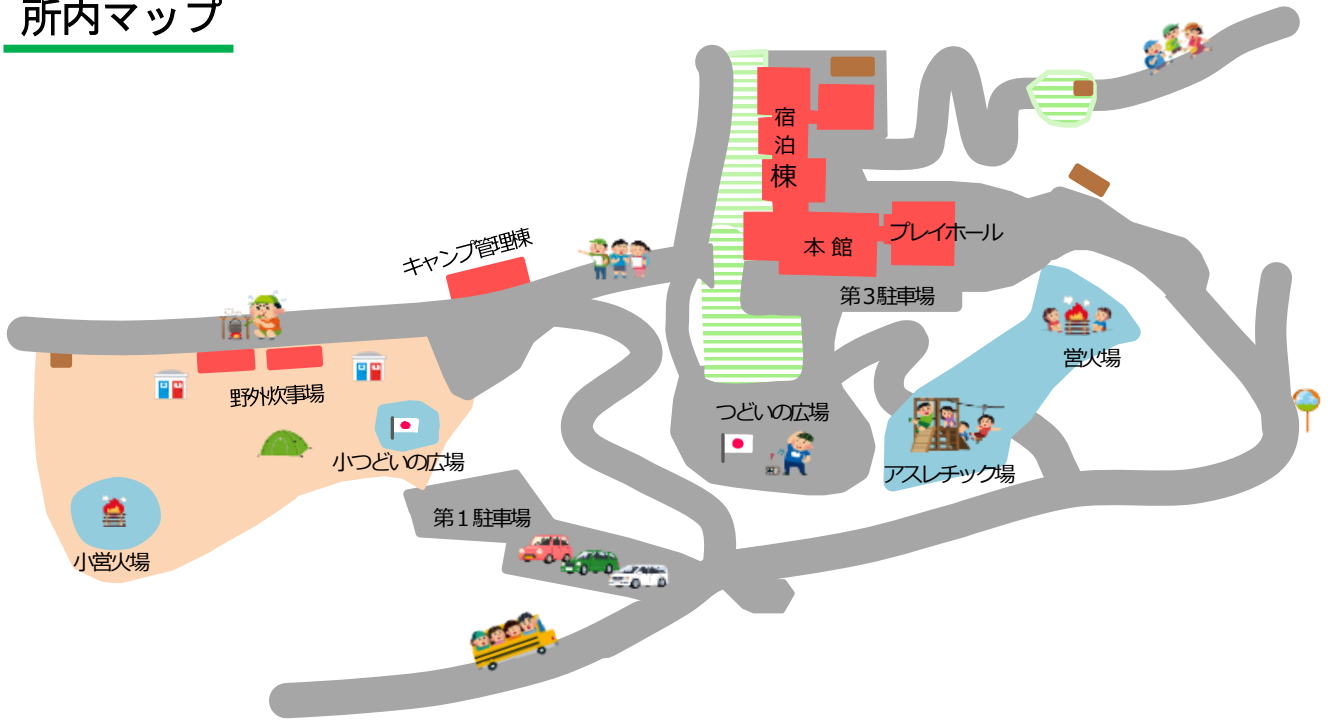 所内マップ
宿泊棟
キャンプ管理棟
本館
プレイホール
第3駐車場
営火場
野外炊事場
つどいの広場
小つどいの広場
アスレチック場
第1駐車場
小営火場